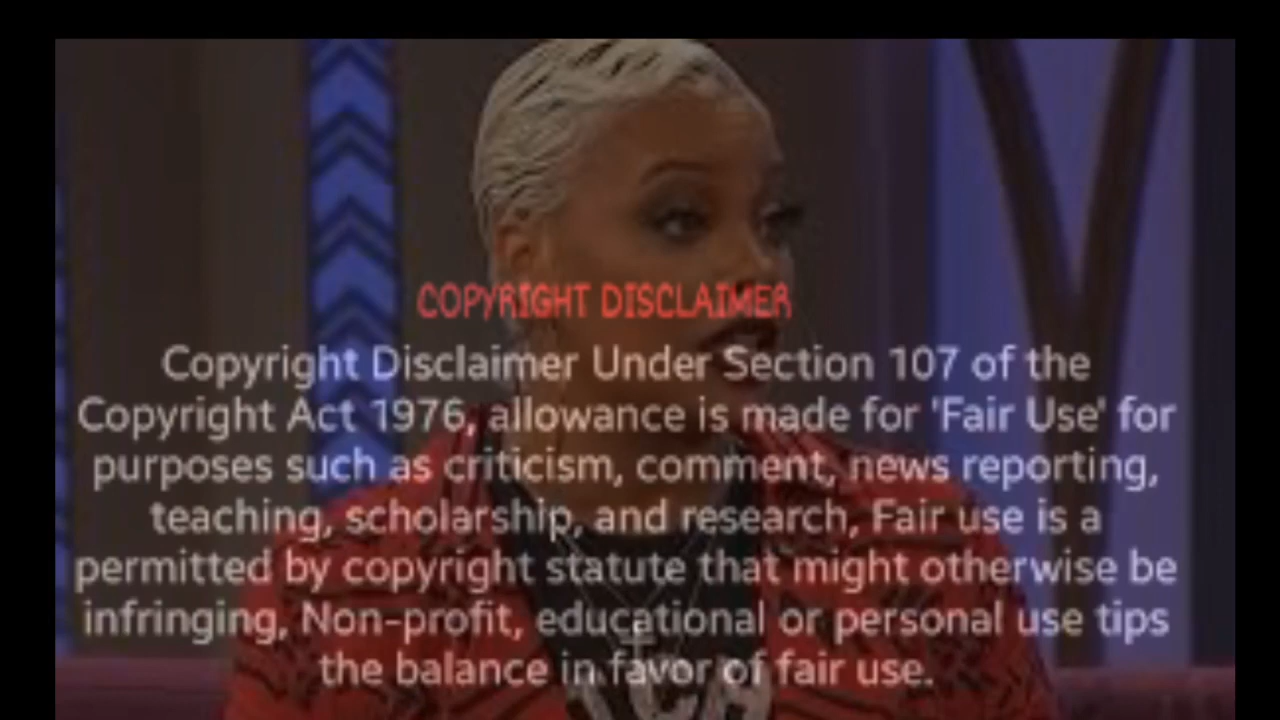 COPYRIGHT DISCLAIMER
Copyright Disclaimer Under Section 107 of the
Copyright Act 1976, allowance is made for 'Fair Use' for
purposes such as criticism, comment, news reporting,
teaching, scholarship, and research, Fair use is a
permitted by copyright statute that might otherwise be
infringing, Non-profit, educational or personal use tips
the balance in favor of fair use.